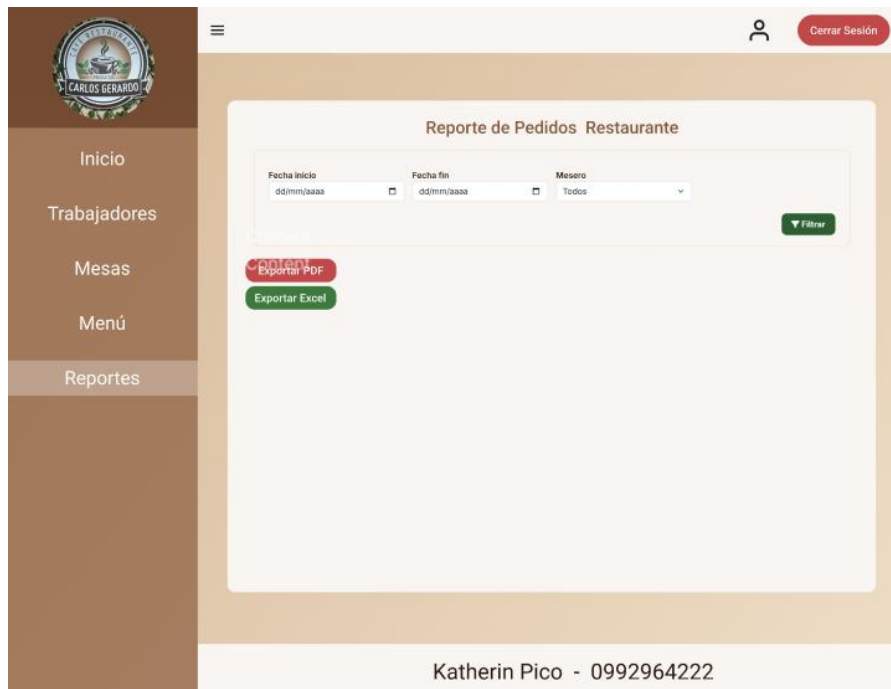 CAFÉ RESTAURANTE
CARLOS GERARDO
Cerrar Sesión
Inicio
Trabajadores
Mesas
Menú
Reportes
Reporte de Pedidos Restaurante
Fecha inicio Fecha fin Mesero
dd/mm/aaaa dd/mm/aaaa Todos
Filtrar
Content
Exportar PDF
Exportar Excel
Katherin Pico - 0992964222